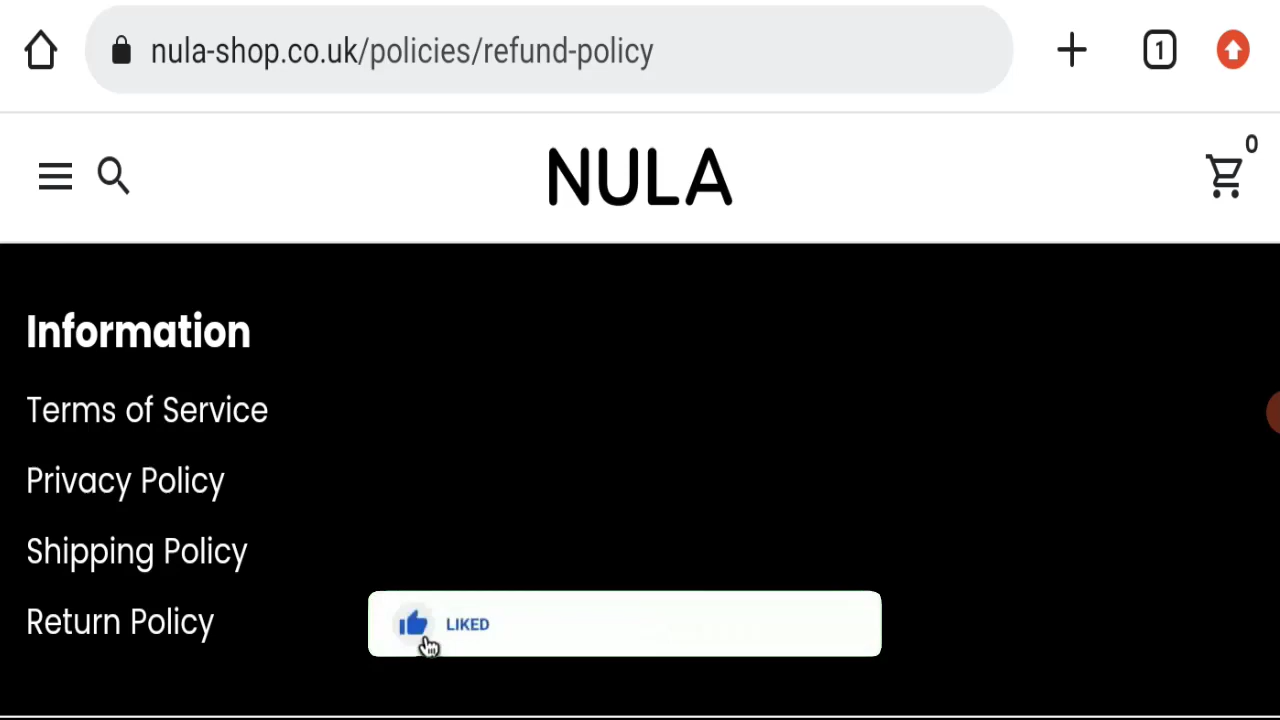 nula-shop.co.uk/policies/refund-policy
1
NULA
0
Information
Terms of Service
Privacy Policy
Shipping Policy
Return Policy
LIKED